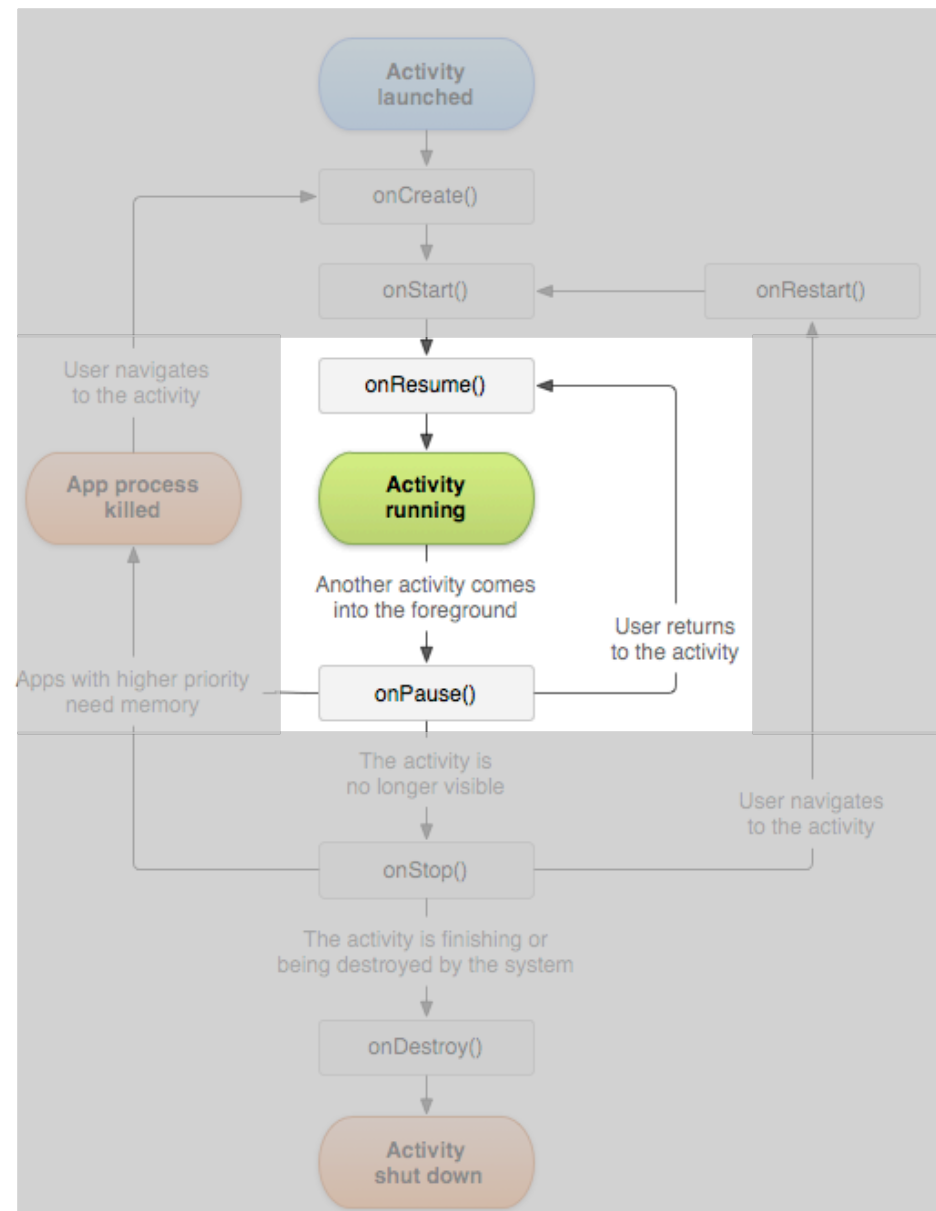 Activity
launched
onCreate()
onStart()
onRestart()
User navigates
to the activity
onResume()
App process
killed
Activity
running
Another activity comes
into the foreground
User returns
to the activity
Apps with higher priority
need memory
onPause()
The activity is
no longer visible
User navigates
to the activity
onStop()
The activity is finishing or
being destroyed by the system
onDestroy()
Activity
shut down